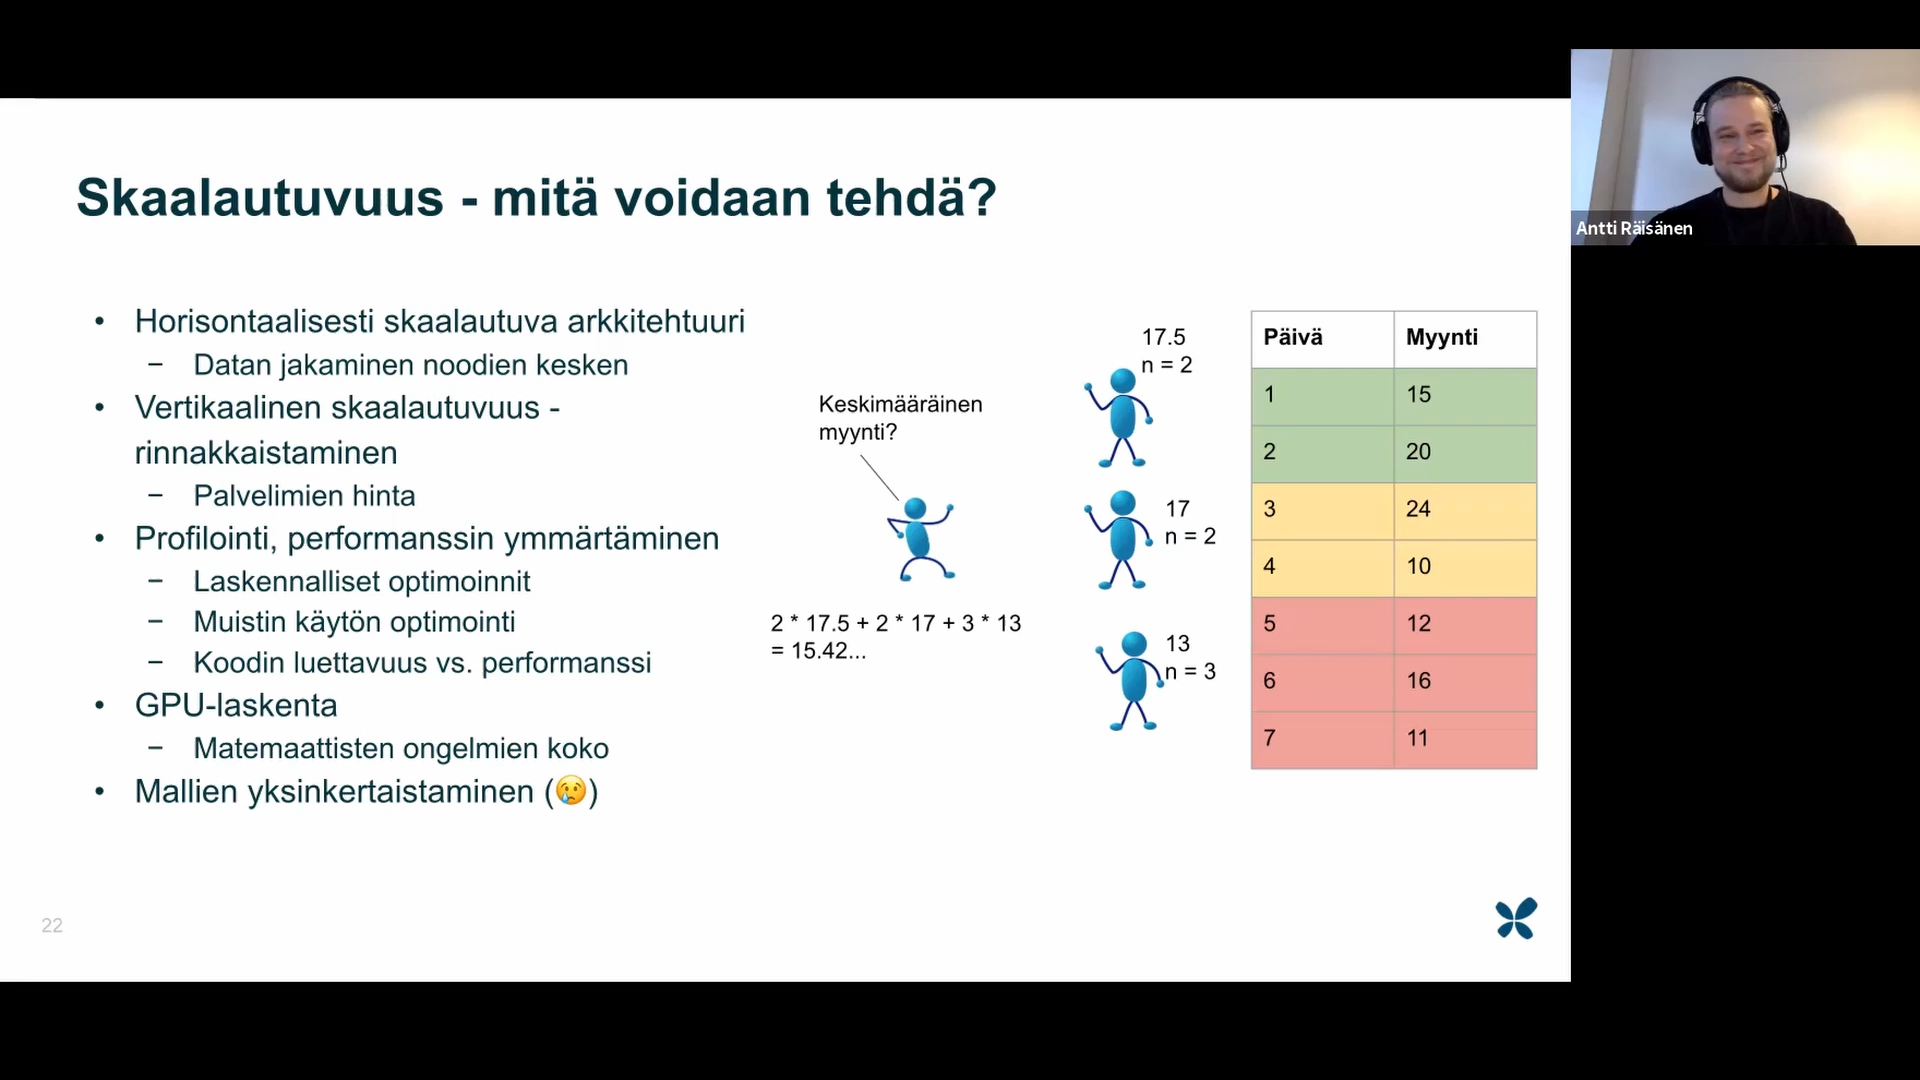 Skaalautuvuus - mitä voidaan tehdä?
• Horisontaalisesti skaalautuva arkkitehtuuri
– Datan jakaminen noodien kesken
• Vertikaalinen skaalautuvuus -
rinnakkaistaminen
– Palvelimien hinta
• Profilointi, performanssin ymmärtäminen
– Laskennalliset optimoinnit
– Muistin käytön optimointi
– Koodin luettavuus vs. performanssi
• GPU-laskenta
– Matemaattisten ongelmien koko
• Mallien yksinkertaistaminen (😢)
Keskimääräinen
myynti?
2 * 17.5 + 2 * 17 + 3 * 13
= 15.42...
17.5
n = 2
17
n = 2
13
n = 3
Päivä Myynti
1 15
2 20
3 24
4 10
5 12
6 16
7 11
22
Antti Räisänen